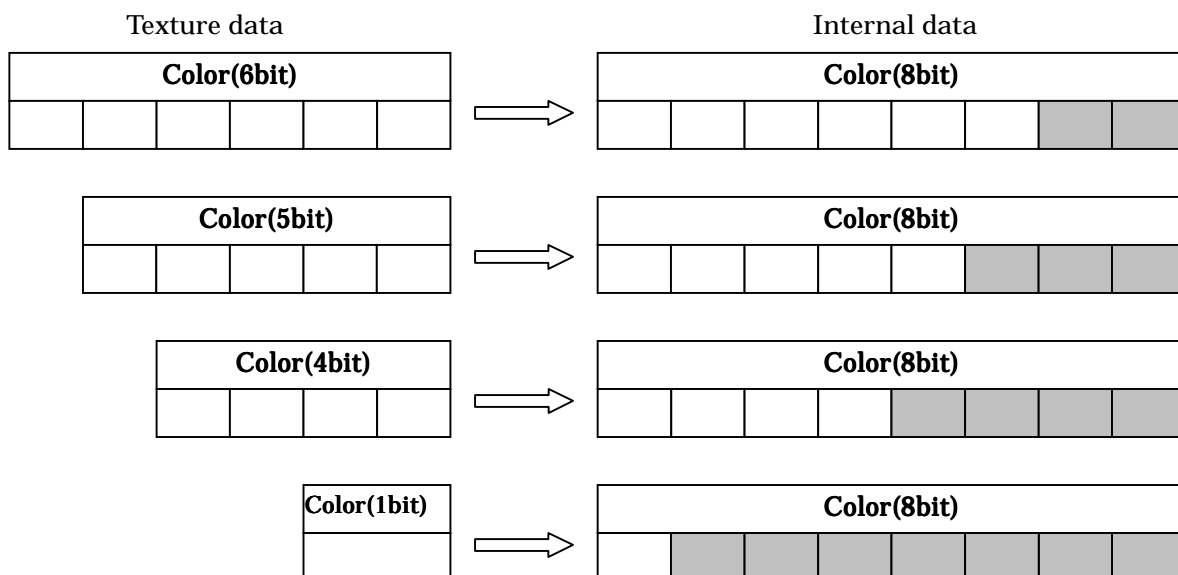 Texture data Internal data
Color(6bit) Color(8bit)
Color(5bit) Color(8bit)
Color(4bit) Color(8bit)
Color(1bit) Color(8bit)